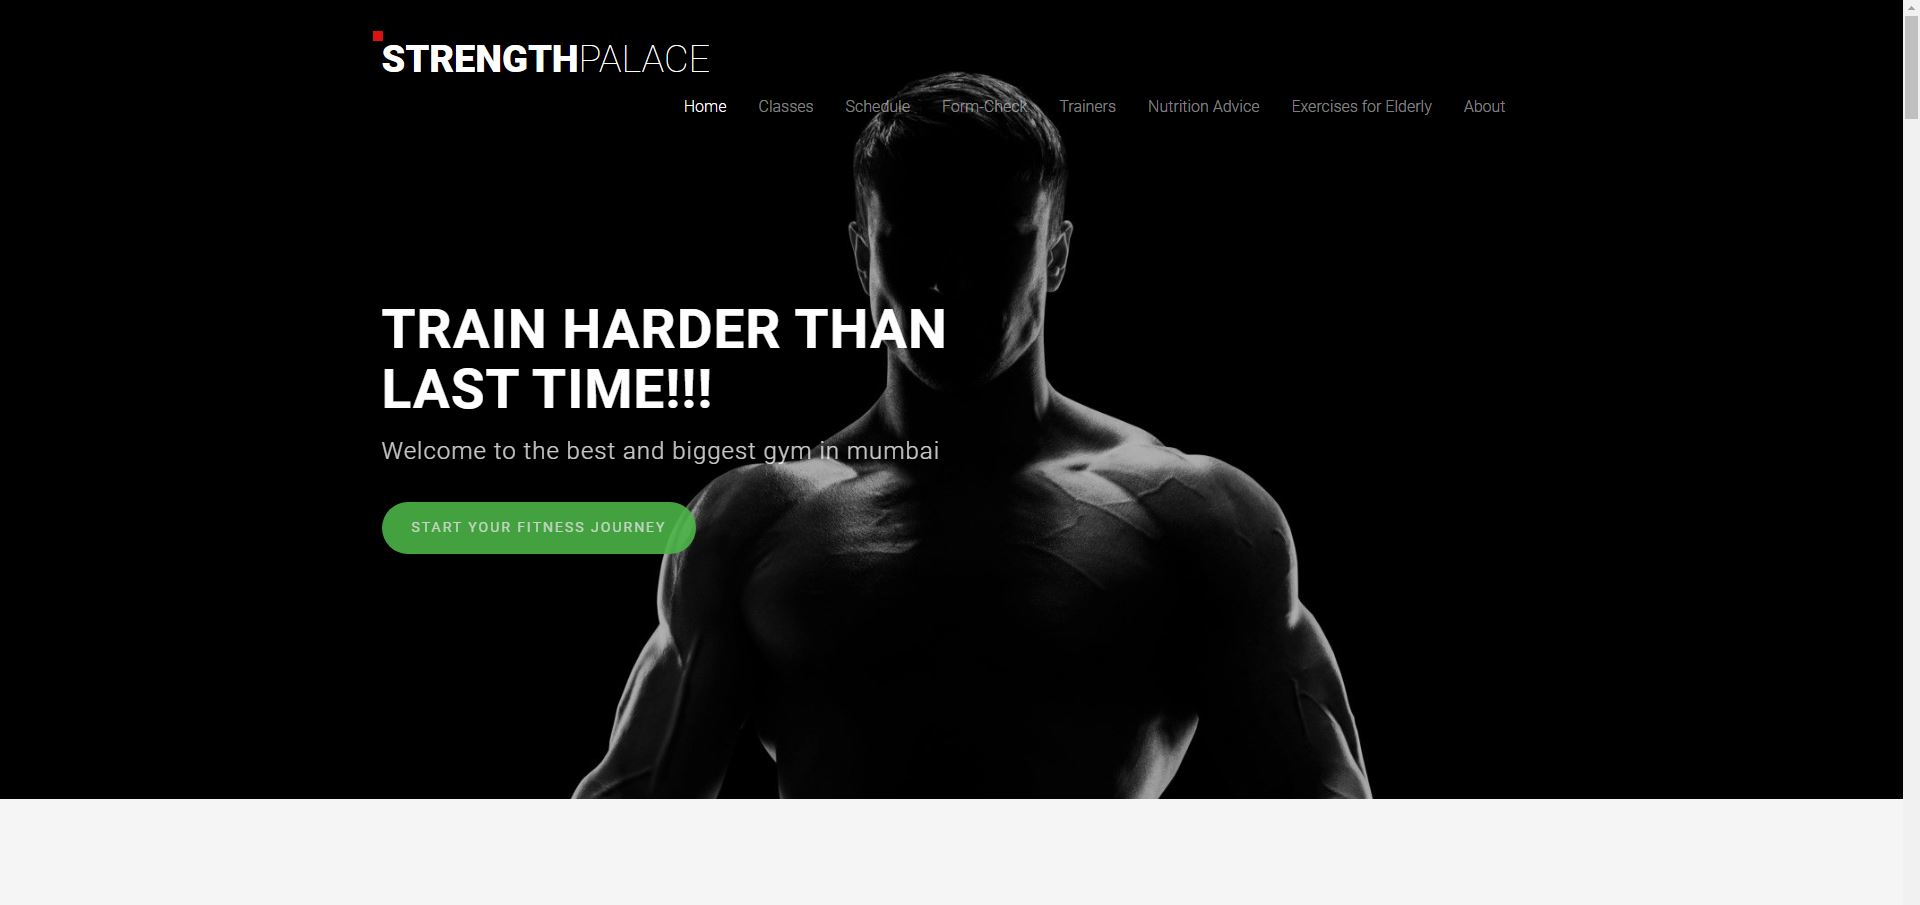 STRENGTHPALACE
Home Classes Schedule Form-Check Trainers Nutrition Advice Exercises for Elderly About
TRAIN HARDER THAN
LAST TIME!!!
Welcome to the best and biggest gym in mumbai
START YOUR FITNESS JOURNEY